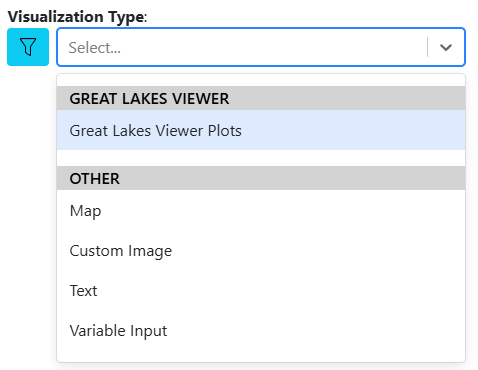 Visualization Type:
Select...
GREAT LAKES VIEWER
Great Lakes Viewer Plots
OTHER
Map
Custom Image
Text
Variable Input